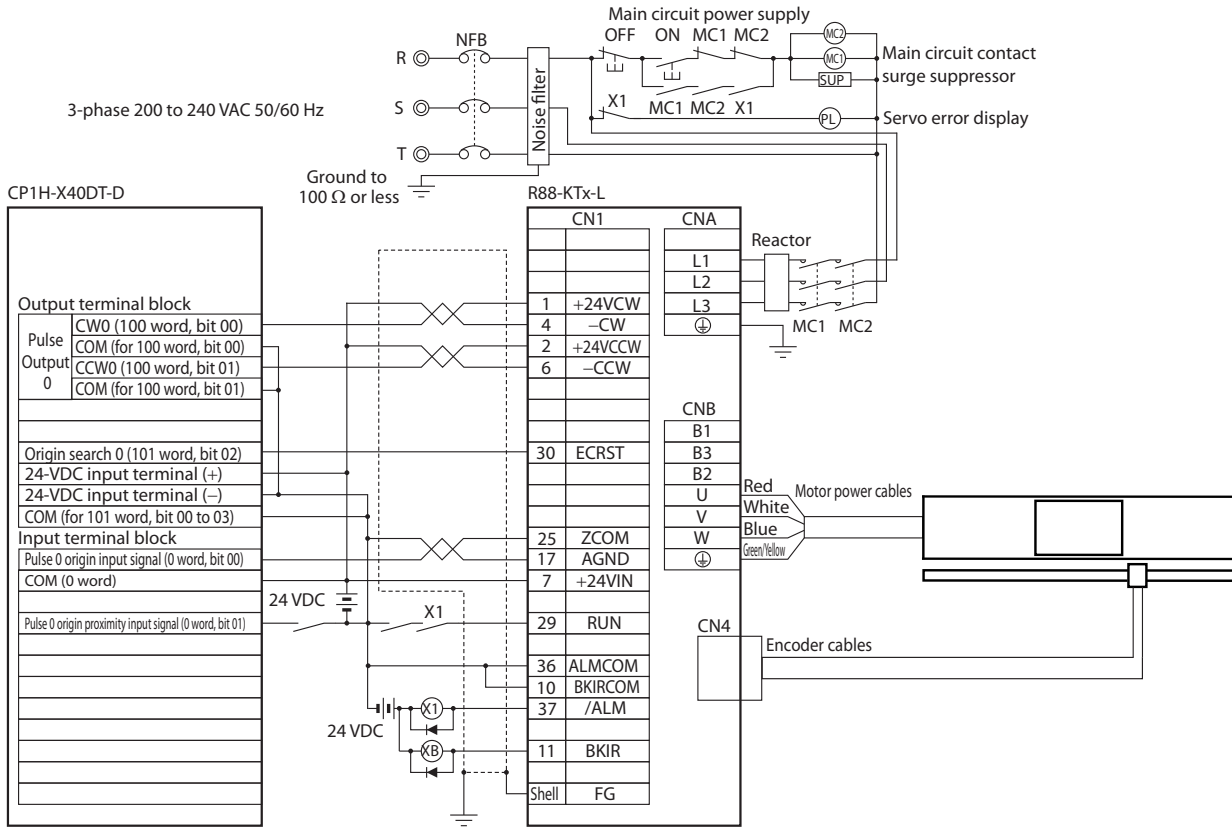 Main circuit power supply
OFF ON MC1 MC2
MC2
MC1
SUP
Main circuit contact
surge suppressor
R
NFB
S
T
Noise filter
3-phase 200 to 240 VAC 50/60 Hz
X1
MC1 MC2 X1
PL
Servo error display
Ground to
100 Ω or less
CP1H-X40DT-D
R88-KTx-L
CN1
CNA
Reactor
L1
L2
L3
MC1 MC2
Output terminal block
Pulse
Output
0
CW0 (100 word, bit 00)
COM (for 100 word, bit 00)
CCW0 (100 word, bit 01)
COM (for 100 word, bit 01)
Origin search 0 (101 word, bit 02)
24-VDC input terminal (+)
24-VDC input terminal (−)
COM (for 101 word, bit 00 to 03)
Input terminal block
Pulse 0 origin input signal (0 word, bit 00)
COM (0 word)
Pulse 0 origin proximity input signal (0 word, bit 01)
24 VDC
X1
24 VDC
X1
XB
1 +24VCW
4 −CW
2 +24VCCW
6 −CCW
30 ECRST
25 ZCOM
17 AGND
7 +24VIN
29 RUN
36 ALMCOM
10 BKIRCOM
37 /ALM
11 BKIR
Shell FG
CNB
B1
B3
B2
U
V
W
Red
White
Blue
Green/Yellow
Motor power cables
CN4
Encoder cables